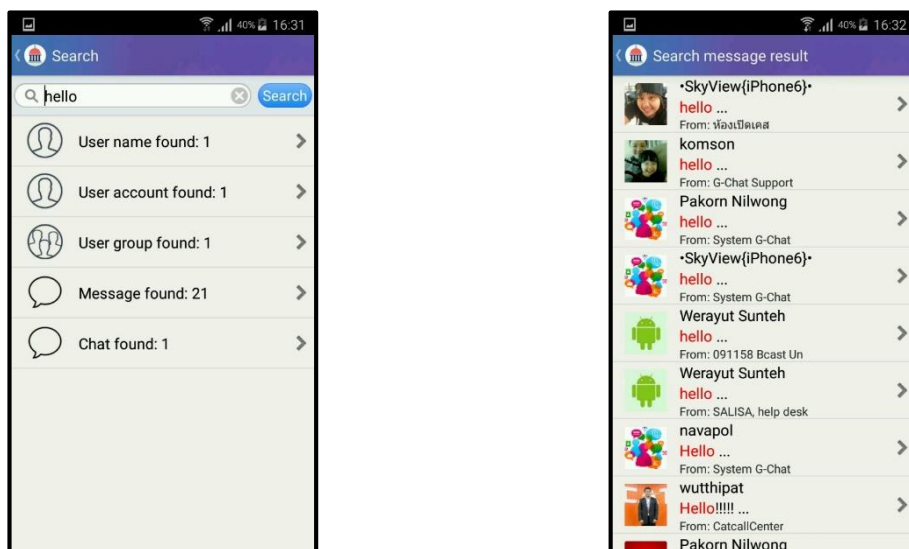 40% 16:31
Search
hello
Search
User name found: 1
User account found: 1
User group found: 1
Message found: 21
Chat found: 1
40% 16:32
Search message result
•SkyView{iPhone6}•
hello ...
From: ห้องเปิดเคส
komson
hello ...
From: G-Chat Support
Pakorn Nilwong
hello ...
From: System G-Chat
•SkyView{iPhone6}•
hello ...
From: System G-Chat
Werayut Sunteh
hello ...
From: 091158 Bcast Un
Werayut Sunteh
hello ...
From: SALISA, help desk
navapol
Hello ...
From: System G-Chat
wutthipat
Hello!!!!! ...
From: CatcallCenter
Pakorn Nilwong